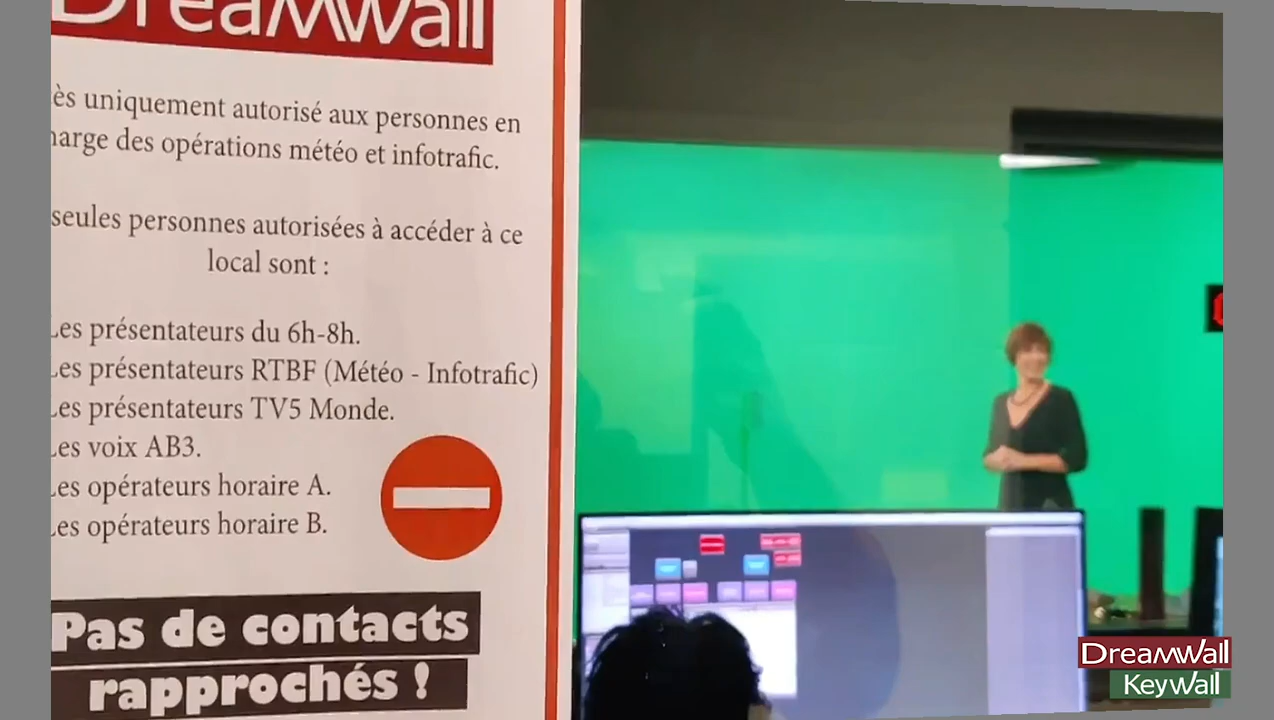 DreamWall
ès uniquement autorisé aux personnes en
arge des opérations météo et infotrafic.
seules personnes autorisées à accéder à ce
local sont :
Les présentateurs du 6h-8h.
Les présentateurs RTBF (Météo - Infotrafic)
Les présentateurs TV5 Monde.
Les voix AB3.
Les opérateurs horaire A.
Les opérateurs horaire B.
Pas de contacts
rapprochés !
DreamWall
KeyWall